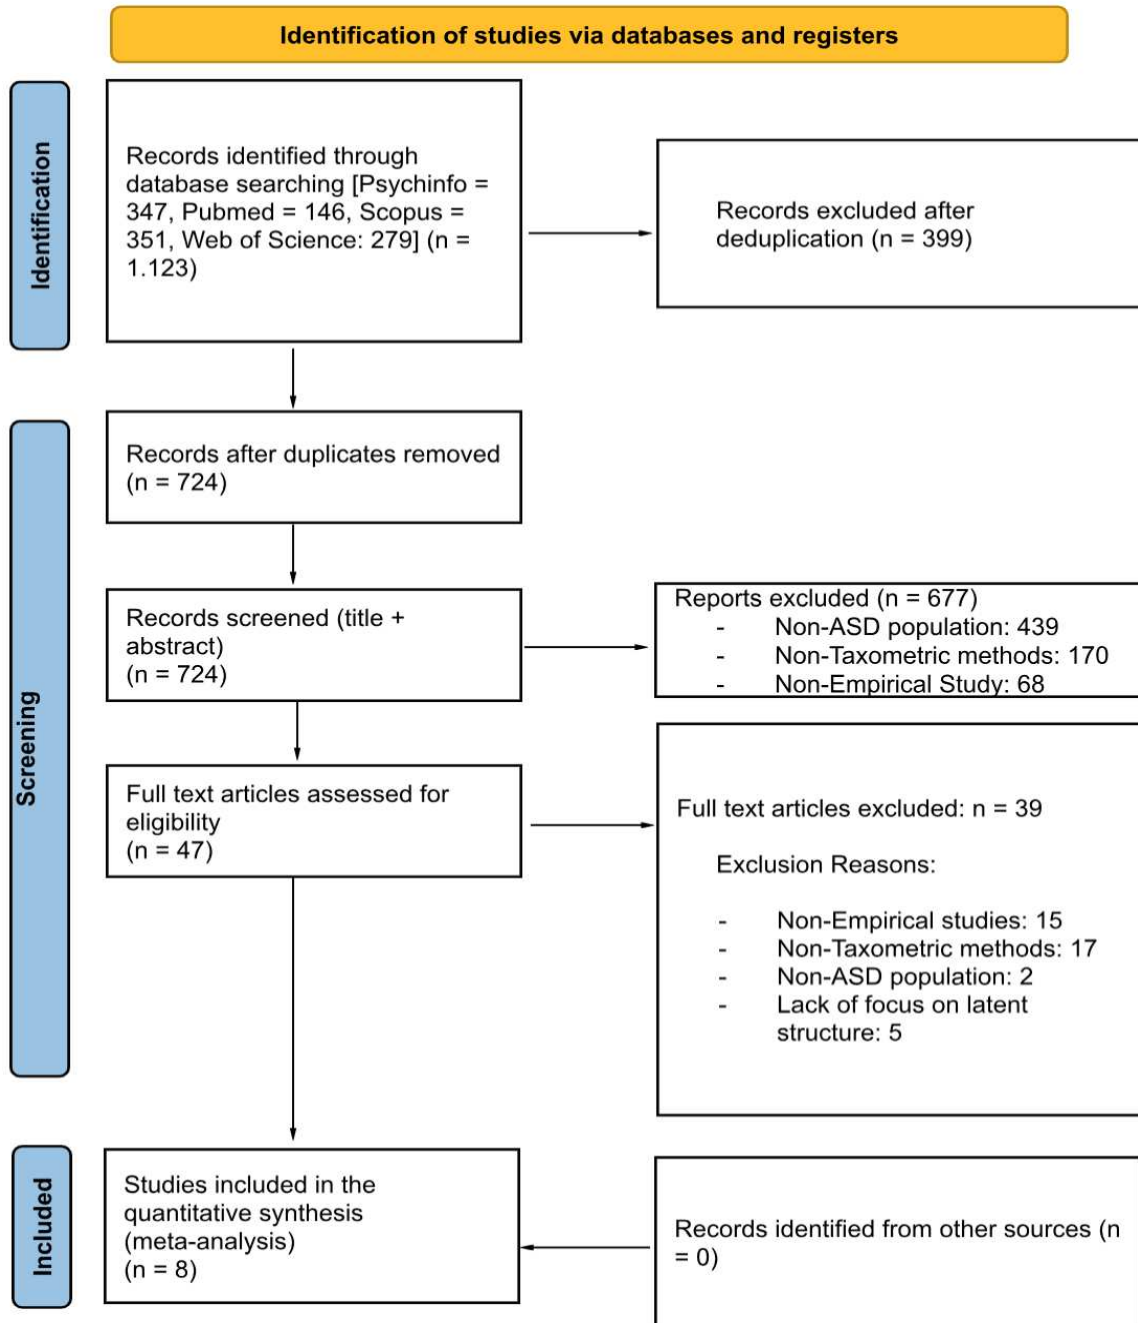 Identification of studies via databases and registers
Identification
Records identified through
database searching [Psychinfo =
347, Pubmed = 146, Scopus =
351, Web of Science: 279] (n =
1.123)
Records excluded after
deduplication (n = 399)
Screening
Records after duplicates removed
(n = 724)
Records screened (title +
abstract)
(n = 724)
Reports excluded (n = 677)
- Non-ASD population: 439
- Non-Taxometric methods: 170
- Non-Empirical Study: 68
Full text articles assessed for
eligibility
(n = 47)
Full text articles excluded: n = 39
Exclusion Reasons:
- Non-Empirical studies: 15
- Non-Taxometric methods: 17
- Non-ASD population: 2
- Lack of focus on latent
structure: 5
Included
Studies included in the
quantitative synthesis
(meta-analysis)
(n = 8)
Records identified from other sources (n
= 0)